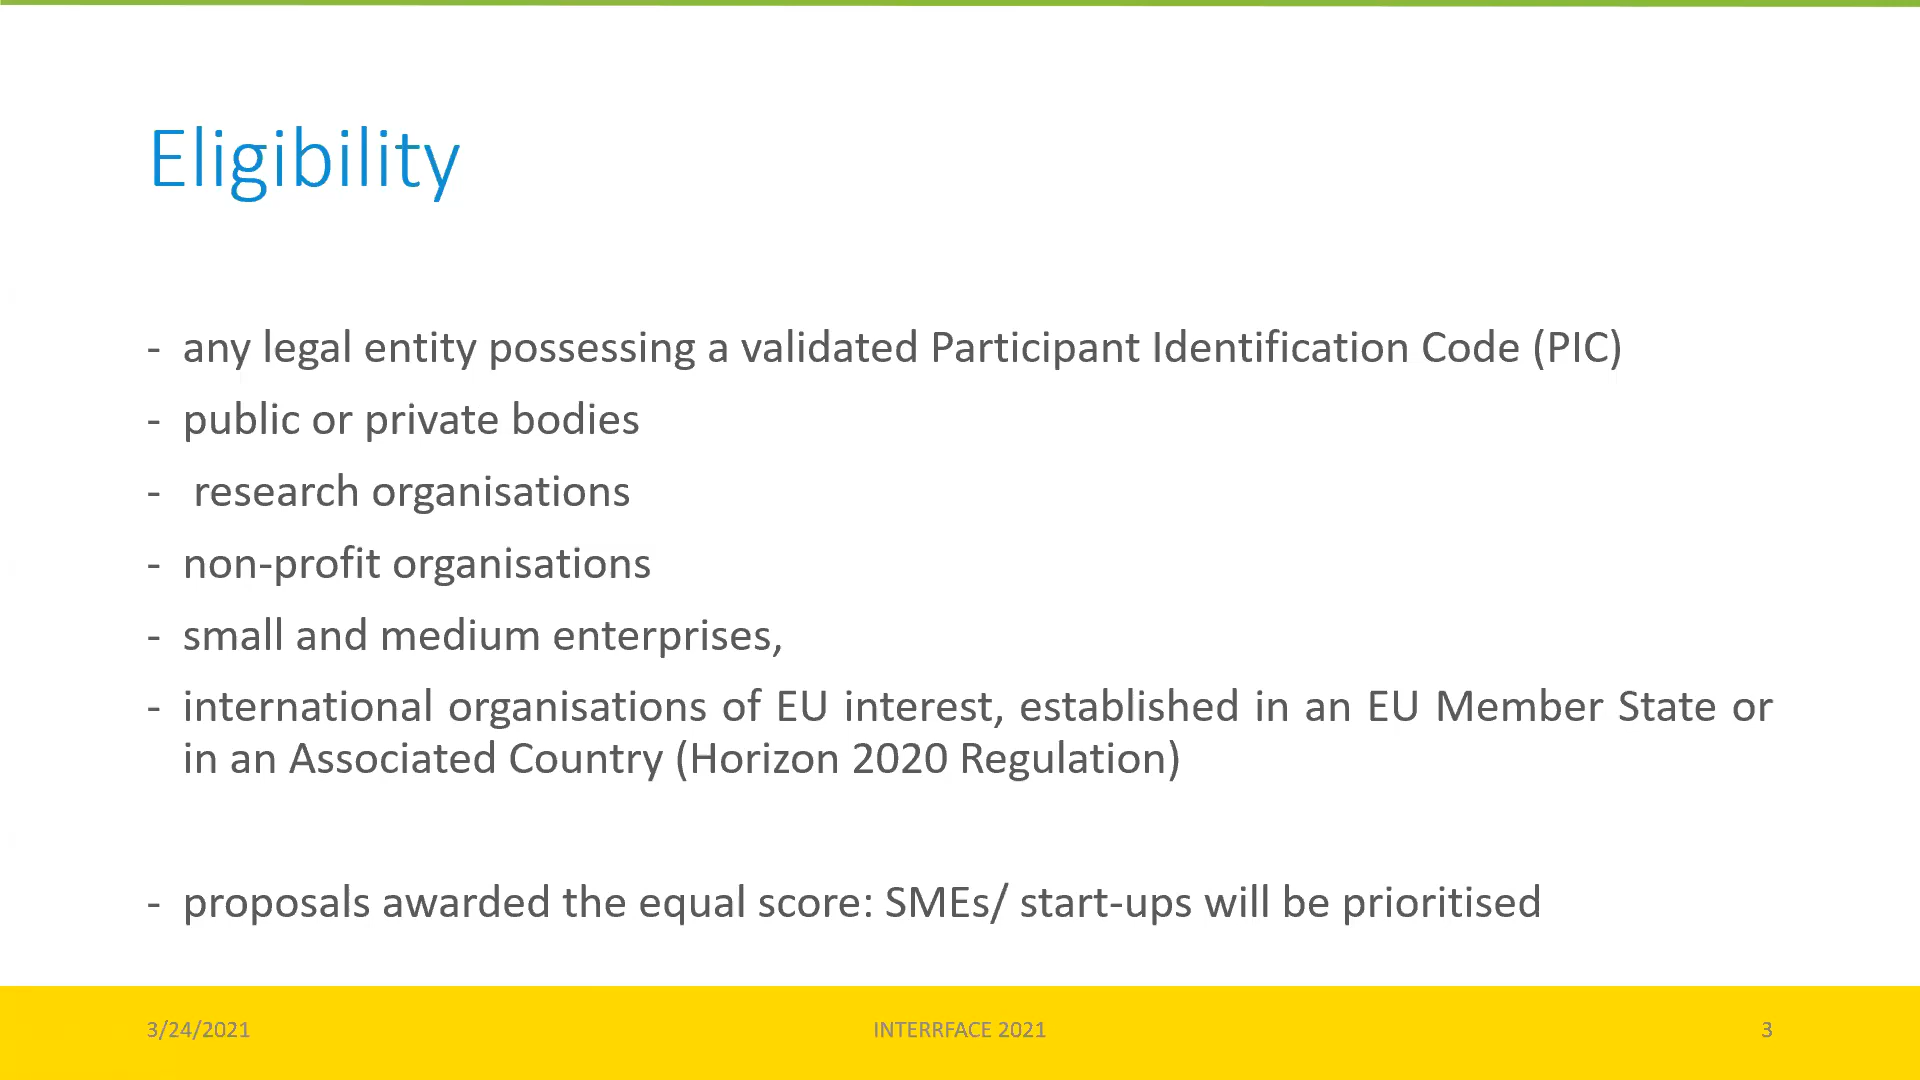 Eligibility
- any legal entity possessing a validated Participant Identification Code (PIC)
- public or private bodies
- research organisations
- non-profit organisations
- small and medium enterprises,
- international organisations of EU interest, established in an EU Member State or
in an Associated Country (Horizon 2020 Regulation)
- proposals awarded the equal score: SMEs/ start-ups will be prioritised
3/24/2021
INTERRFACE 2021
3